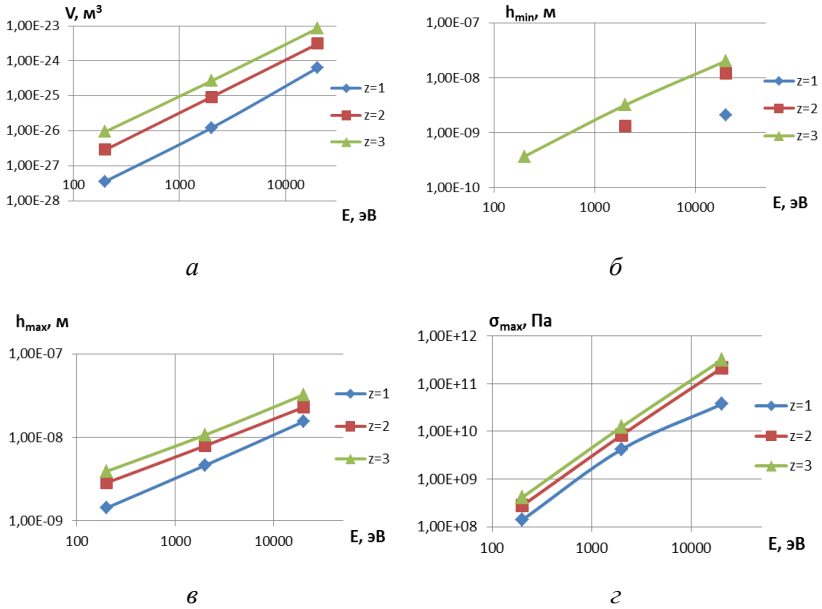 V, м³
1,00E-23
1,00E-24
1,00E-25
1,00E-26
1,00E-27
1,00E-28
100 1000 10000
E, эВ
z=1
z=2
z=3
а
h_min, м
1,00E-07
1,00E-08
1,00E-09
1,00E-10
100 1000 10000
E, эВ
z=1
z=2
z=3
б
h_max, м
1,00E-07
1,00E-08
1,00E-09
100 1000 10000
E, эВ
z=1
z=2
z=3
в
σ_max, Па
1,00E+12
1,00E+11
1,00E+10
1,00E+09
1,00E+08
100 1000 10000
E, эВ
z=1
z=2
z=3
г